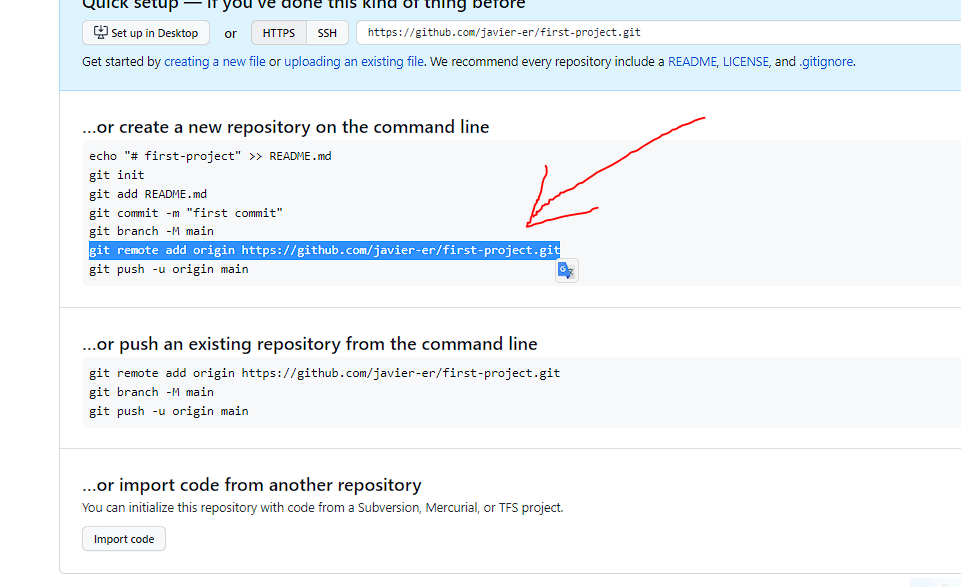 Quick setup — if you've done this kind of thing before
Set up in Desktop or HTTPS SSH https://github.com/javier-er/first-project.git
Get started by creating a new file or uploading an existing file. We recommend every repository include a README, LICENSE, and .gitignore.
...or create a new repository on the command line
echo "# first-project" >> README.md
git init
git add README.md
git commit -m "first commit"
git branch -M main
git remote add origin https://github.com/javier-er/first-project.git
git push -u origin main
...or push an existing repository from the command line
git remote add origin https://github.com/javier-er/first-project.git
git branch -M main
git push -u origin main
...or import code from another repository
You can initialize this repository with code from a Subversion, Mercurial, or TFS project.
Import code